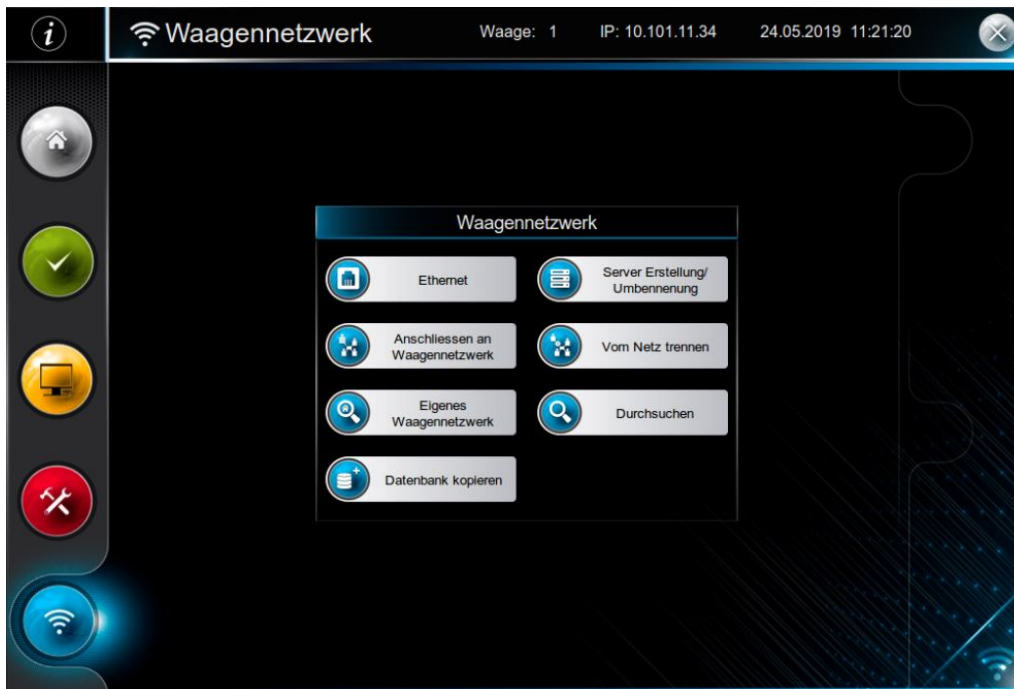 i
Waagennetzwerk Waage: 1 IP: 10.101.11.34 24.05.2019 11:21:20
Waagennetzwerk
Ethernet
Server Erstellung/
Umbennenung
Anschliessen an
Waagennetzwerk
Vom Netz trennen
Eigenes
Waagennetzwerk
Durchsuchen
Datenbank kopieren